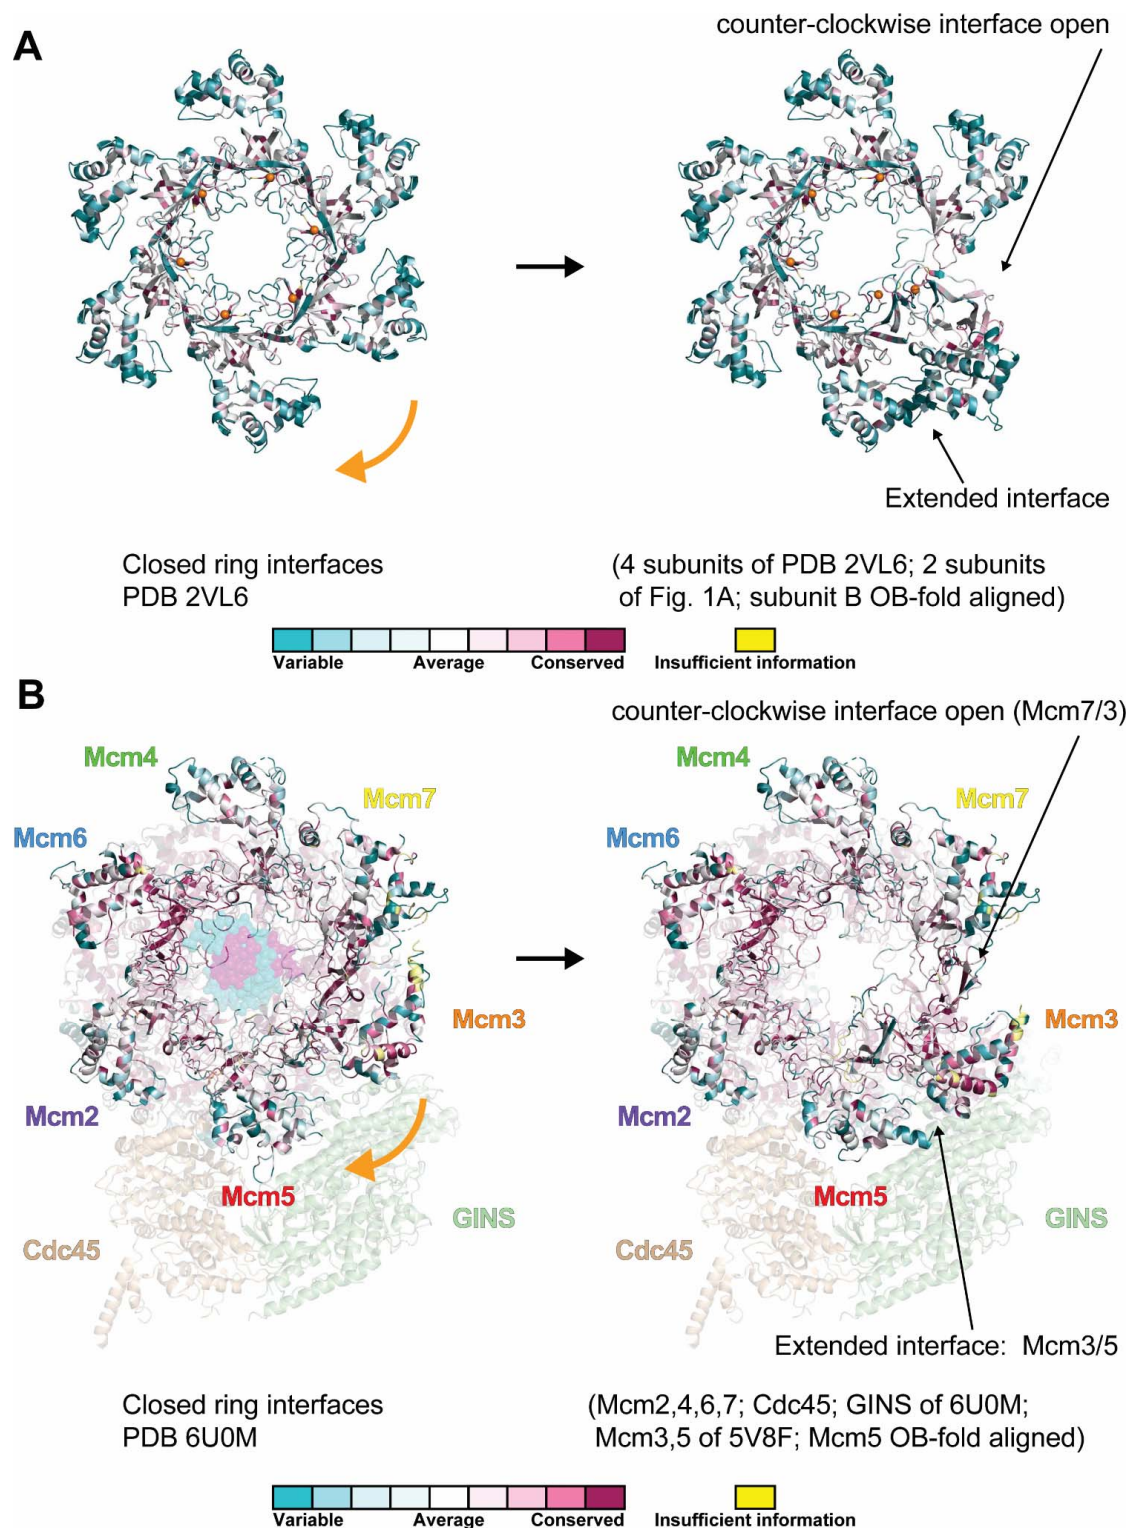 A
counter-clockwise interface open
Extended interface
Closed ring interfaces
PDB 2VL6
(4 subunits of PDB 2VL6; 2 subunits
of Fig. 1A; subunit B OB-fold aligned)
Variable Average Conserved Insufficient information
B
counter-clockwise interface open (Mcm7/3)
Mcm4
Mcm7
Mcm6
Mcm3
Mcm2
Mcm5
GINS
Cdc45
Mcm4
Mcm7
Mcm6
Mcm3
Mcm2
Mcm5
GINS
Cdc45
Extended interface: Mcm3/5
Closed ring interfaces
PDB 6U0M
(Mcm2,4,6,7; Cdc45; GINS of 6U0M;
Mcm3,5 of 5V8F; Mcm5 OB-fold aligned)
Variable Average Conserved Insufficient information